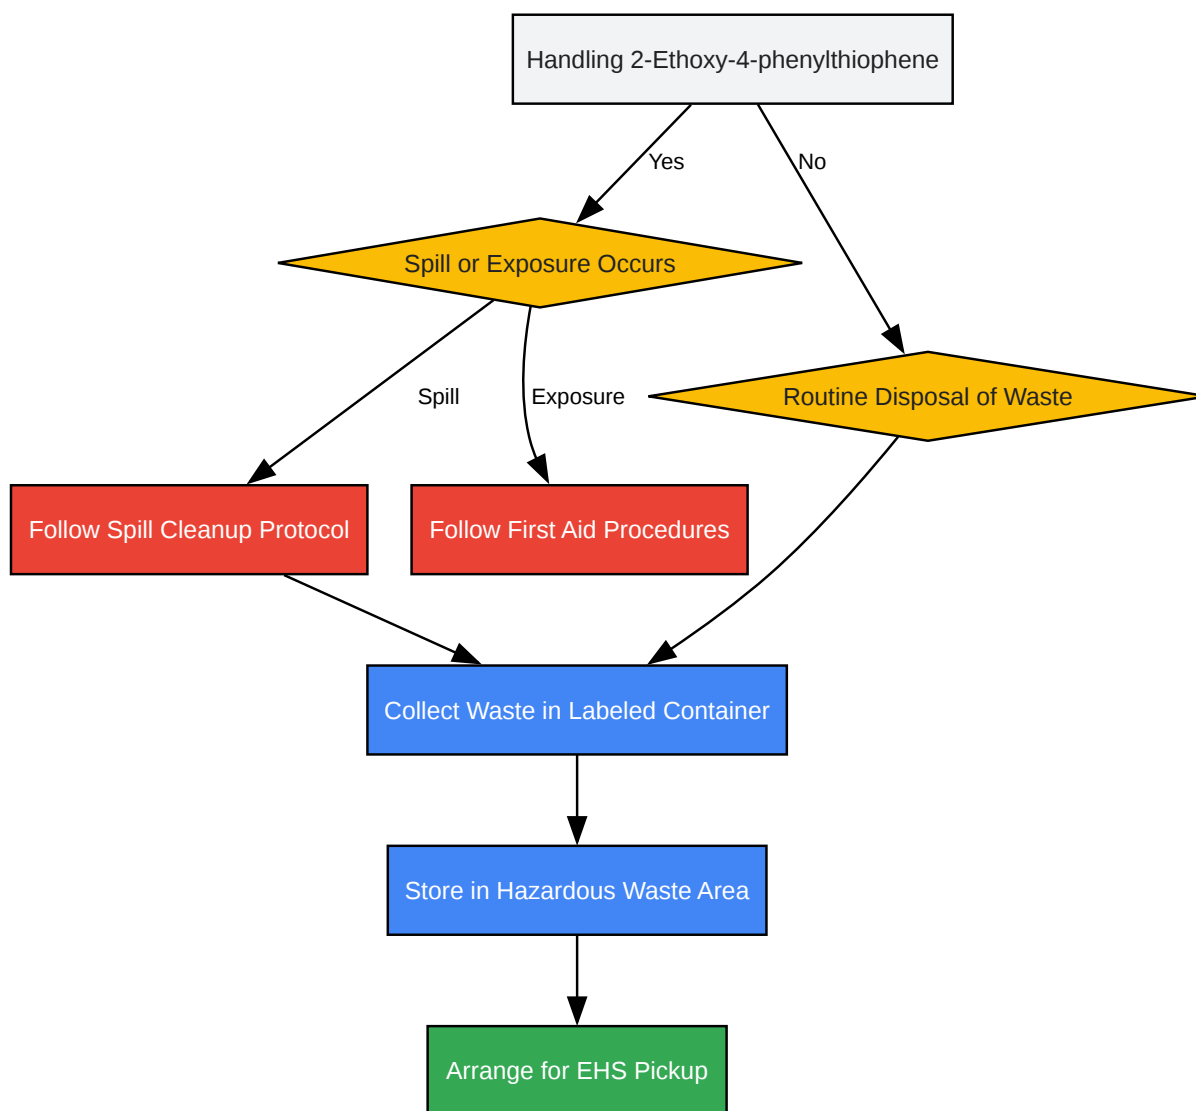 Handling 2-Ethoxy-4-phenylthiophene
Yes
No
Spill or Exposure Occurs
Spill
Exposure
Routine Disposal of Waste
Follow Spill Cleanup Protocol
Follow First Aid Procedures
Collect Waste in Labeled Container
Store in Hazardous Waste Area
Arrange for EHS Pickup